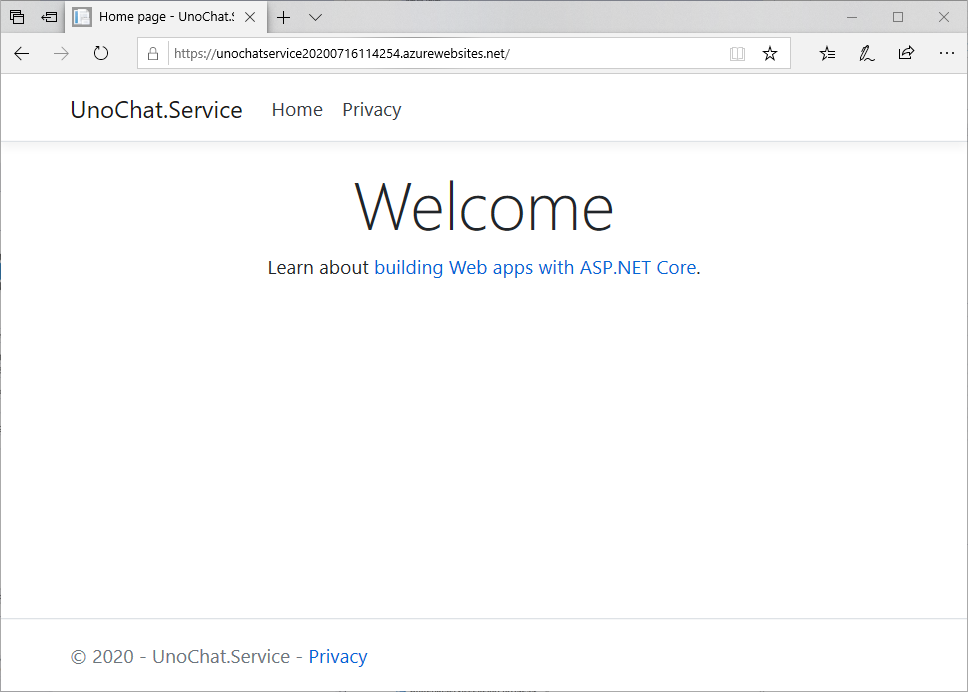 Home page - UnoChat.S
https://unochatservice20200716114254.azurewebsites.net/
UnoChat.Service Home Privacy
Welcome
Learn about building Web apps with ASP.NET Core.
© 2020 - UnoChat.Service - Privacy